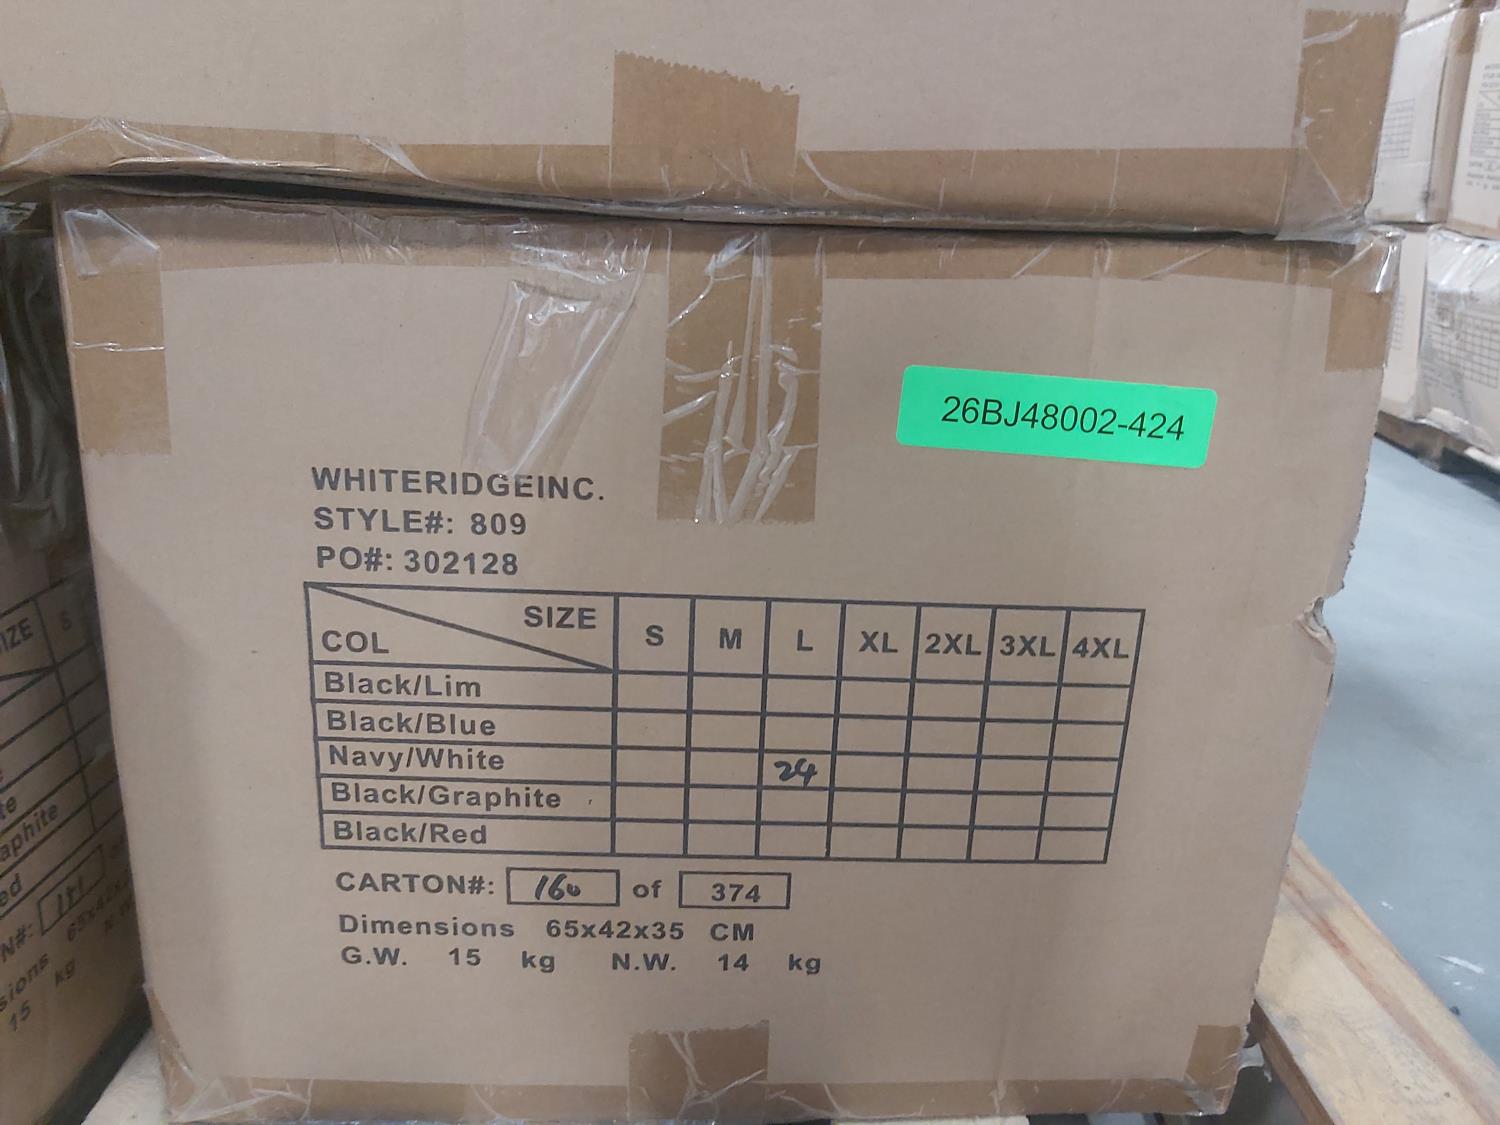 26BJ48002-424
WHITERIDGEINC.
STYLE#: 809
PO#: 302128
SIZE
COL
S M L XL 2XL 3XL 4XL
Black/Lim
Black/Blue
Navy/White 24
Black/Graphite
Black/Red
CARTON#: 160 of 374
Dimensions 65x42x35 CM
G.W. 15 kg N.W. 14 kg